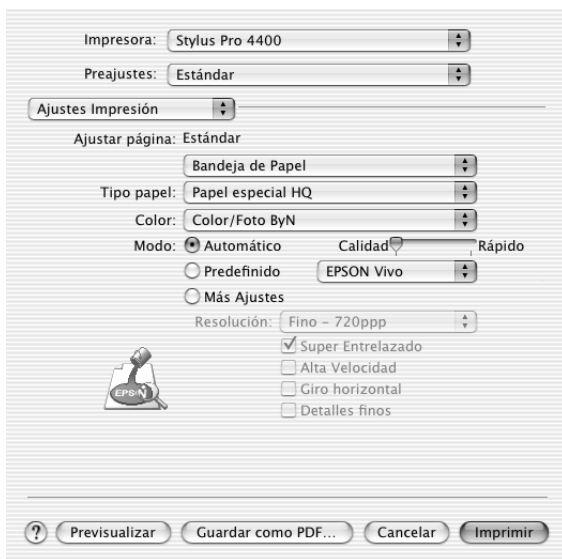 Impresora: Stylus Pro 4400
Preajustes: Estándar
Ajustes Impresión
Ajustar página: Estándar
Bandeja de Papel
Tipo papel: Papel especial HQ
Color: Color/Foto ByN
Modo: Automático Calidad Rápido
Predefinido EPSON Vivo
Más Ajustes
Resolución: Fino – 720ppp
Super Entrelazado
Alta Velocidad
Giro horizontal
Detalles finos
EPSON
? Previsualizar Guardar como PDF... Cancelar Imprimir